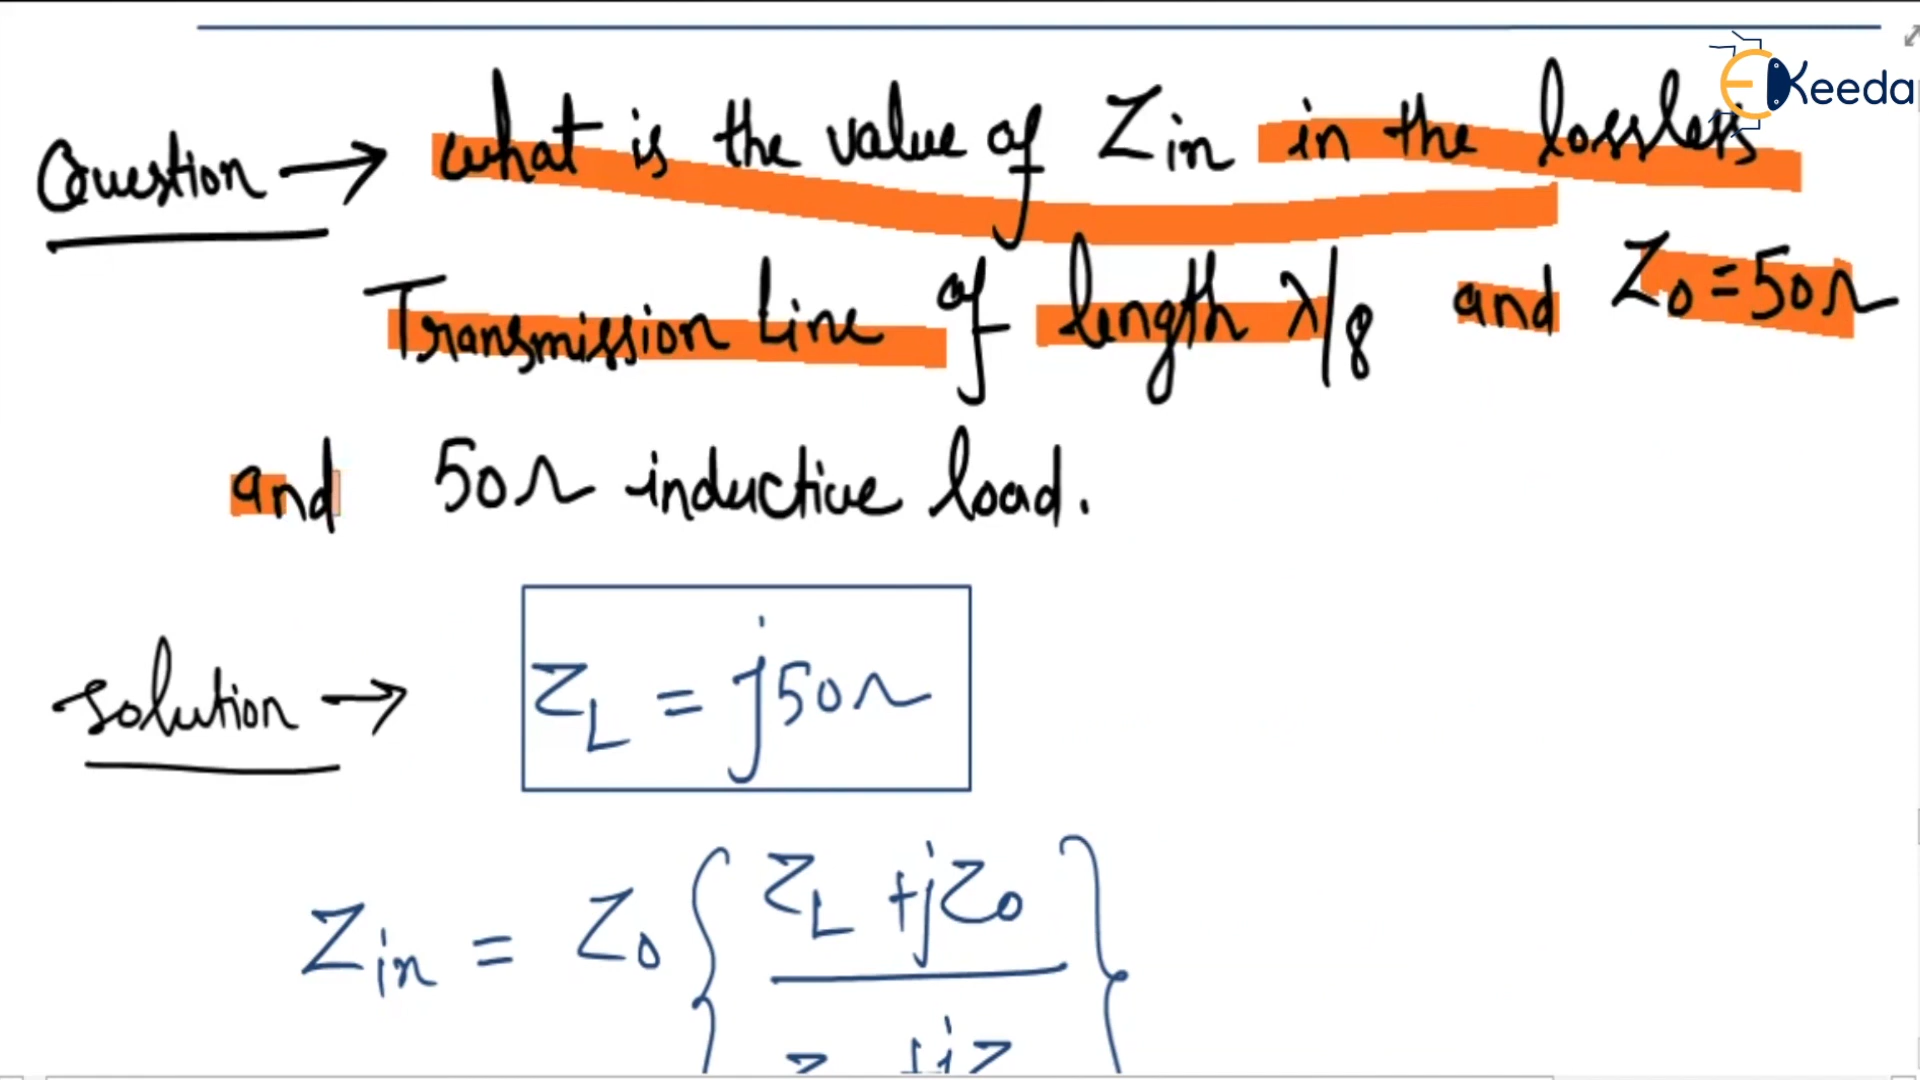 EKeeda
Question → what is the value of Zin in the lossless
Transmission line of length λ/8 and Z0 = 50Ω
and 50Ω inductive load.
Solution → ZL = j50Ω
Zin = Z0 { ZL + jZ0